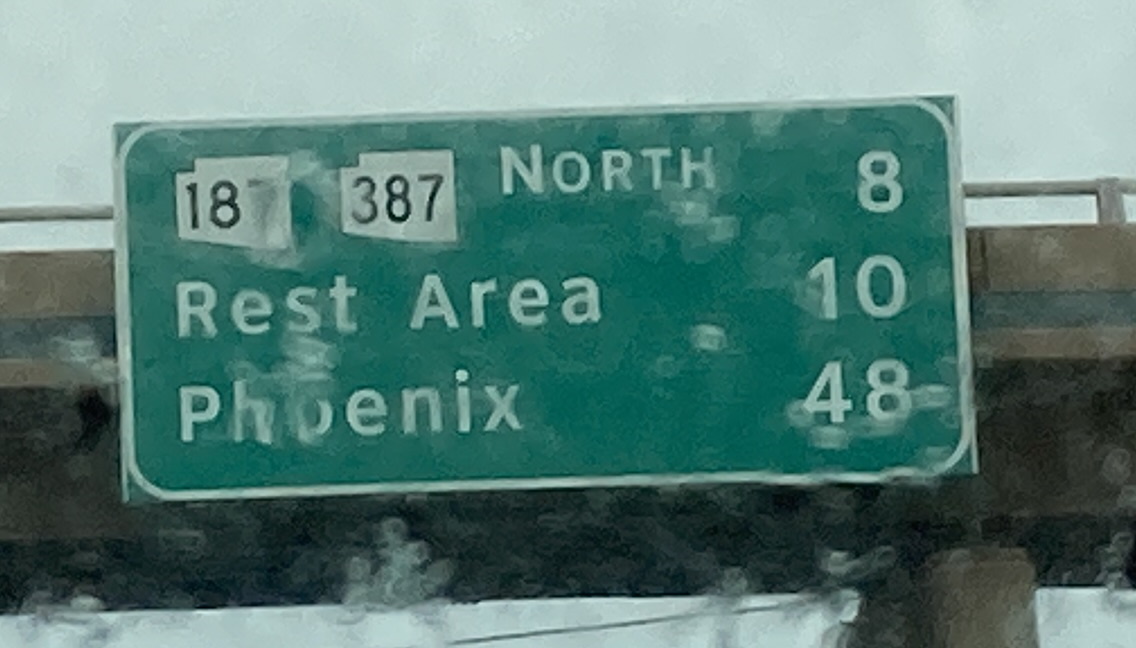 187 387 NORTH 8
Rest Area 10
Phoenix 48